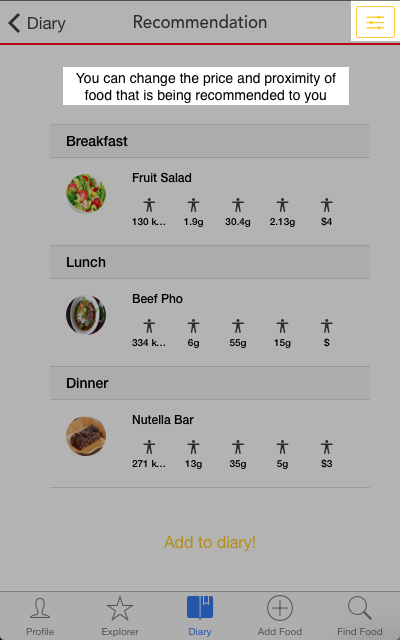 Diary Recommendation
You can change the price and proximity of
food that is being recommended to you
Breakfast
Fruit Salad
130 k... 1.9g 30.4g 2.13g $4
Lunch
Beef Pho
334 k... 6g 55g 15g $
Dinner
Nutella Bar
271 k... 13g 35g 5g $3
Add to diary!
Profile Explorer Diary Add Food Find Food